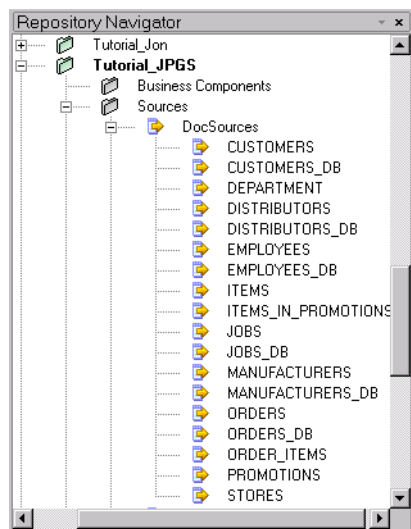 Repository Navigator
Tutorial_Jon
Tutorial_JPGS
Business Components
Sources
DocSources
CUSTOMERS
CUSTOMERS_DB
DEPARTMENT
DISTRIBUTORS
DISTRIBUTORS_DB
EMPLOYEES
EMPLOYEES_DB
ITEMS
ITEMS_IN_PROMOTIONS
JOBS
JOBS_DB
MANUFACTURERS
MANUFACTURERS_DB
ORDERS
ORDERS_DB
ORDER_ITEMS
PROMOTIONS
STORES